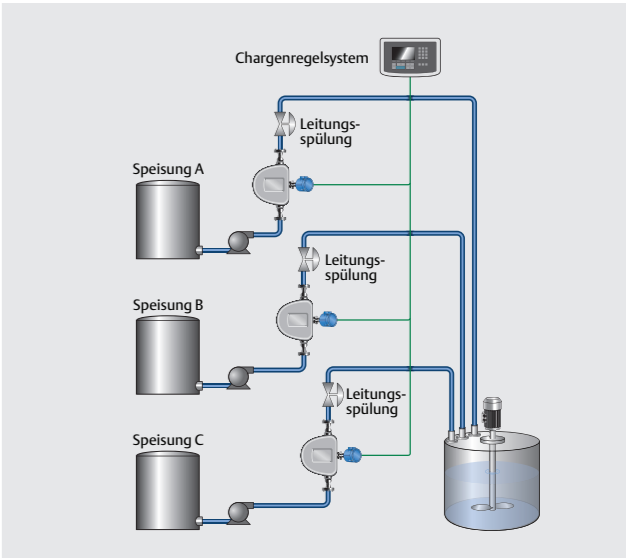 Chargenregelsystem
Leitungs-
spülung
Speisung A
Leitungs-
spülung
Speisung B
Leitungs-
spülung
Speisung C